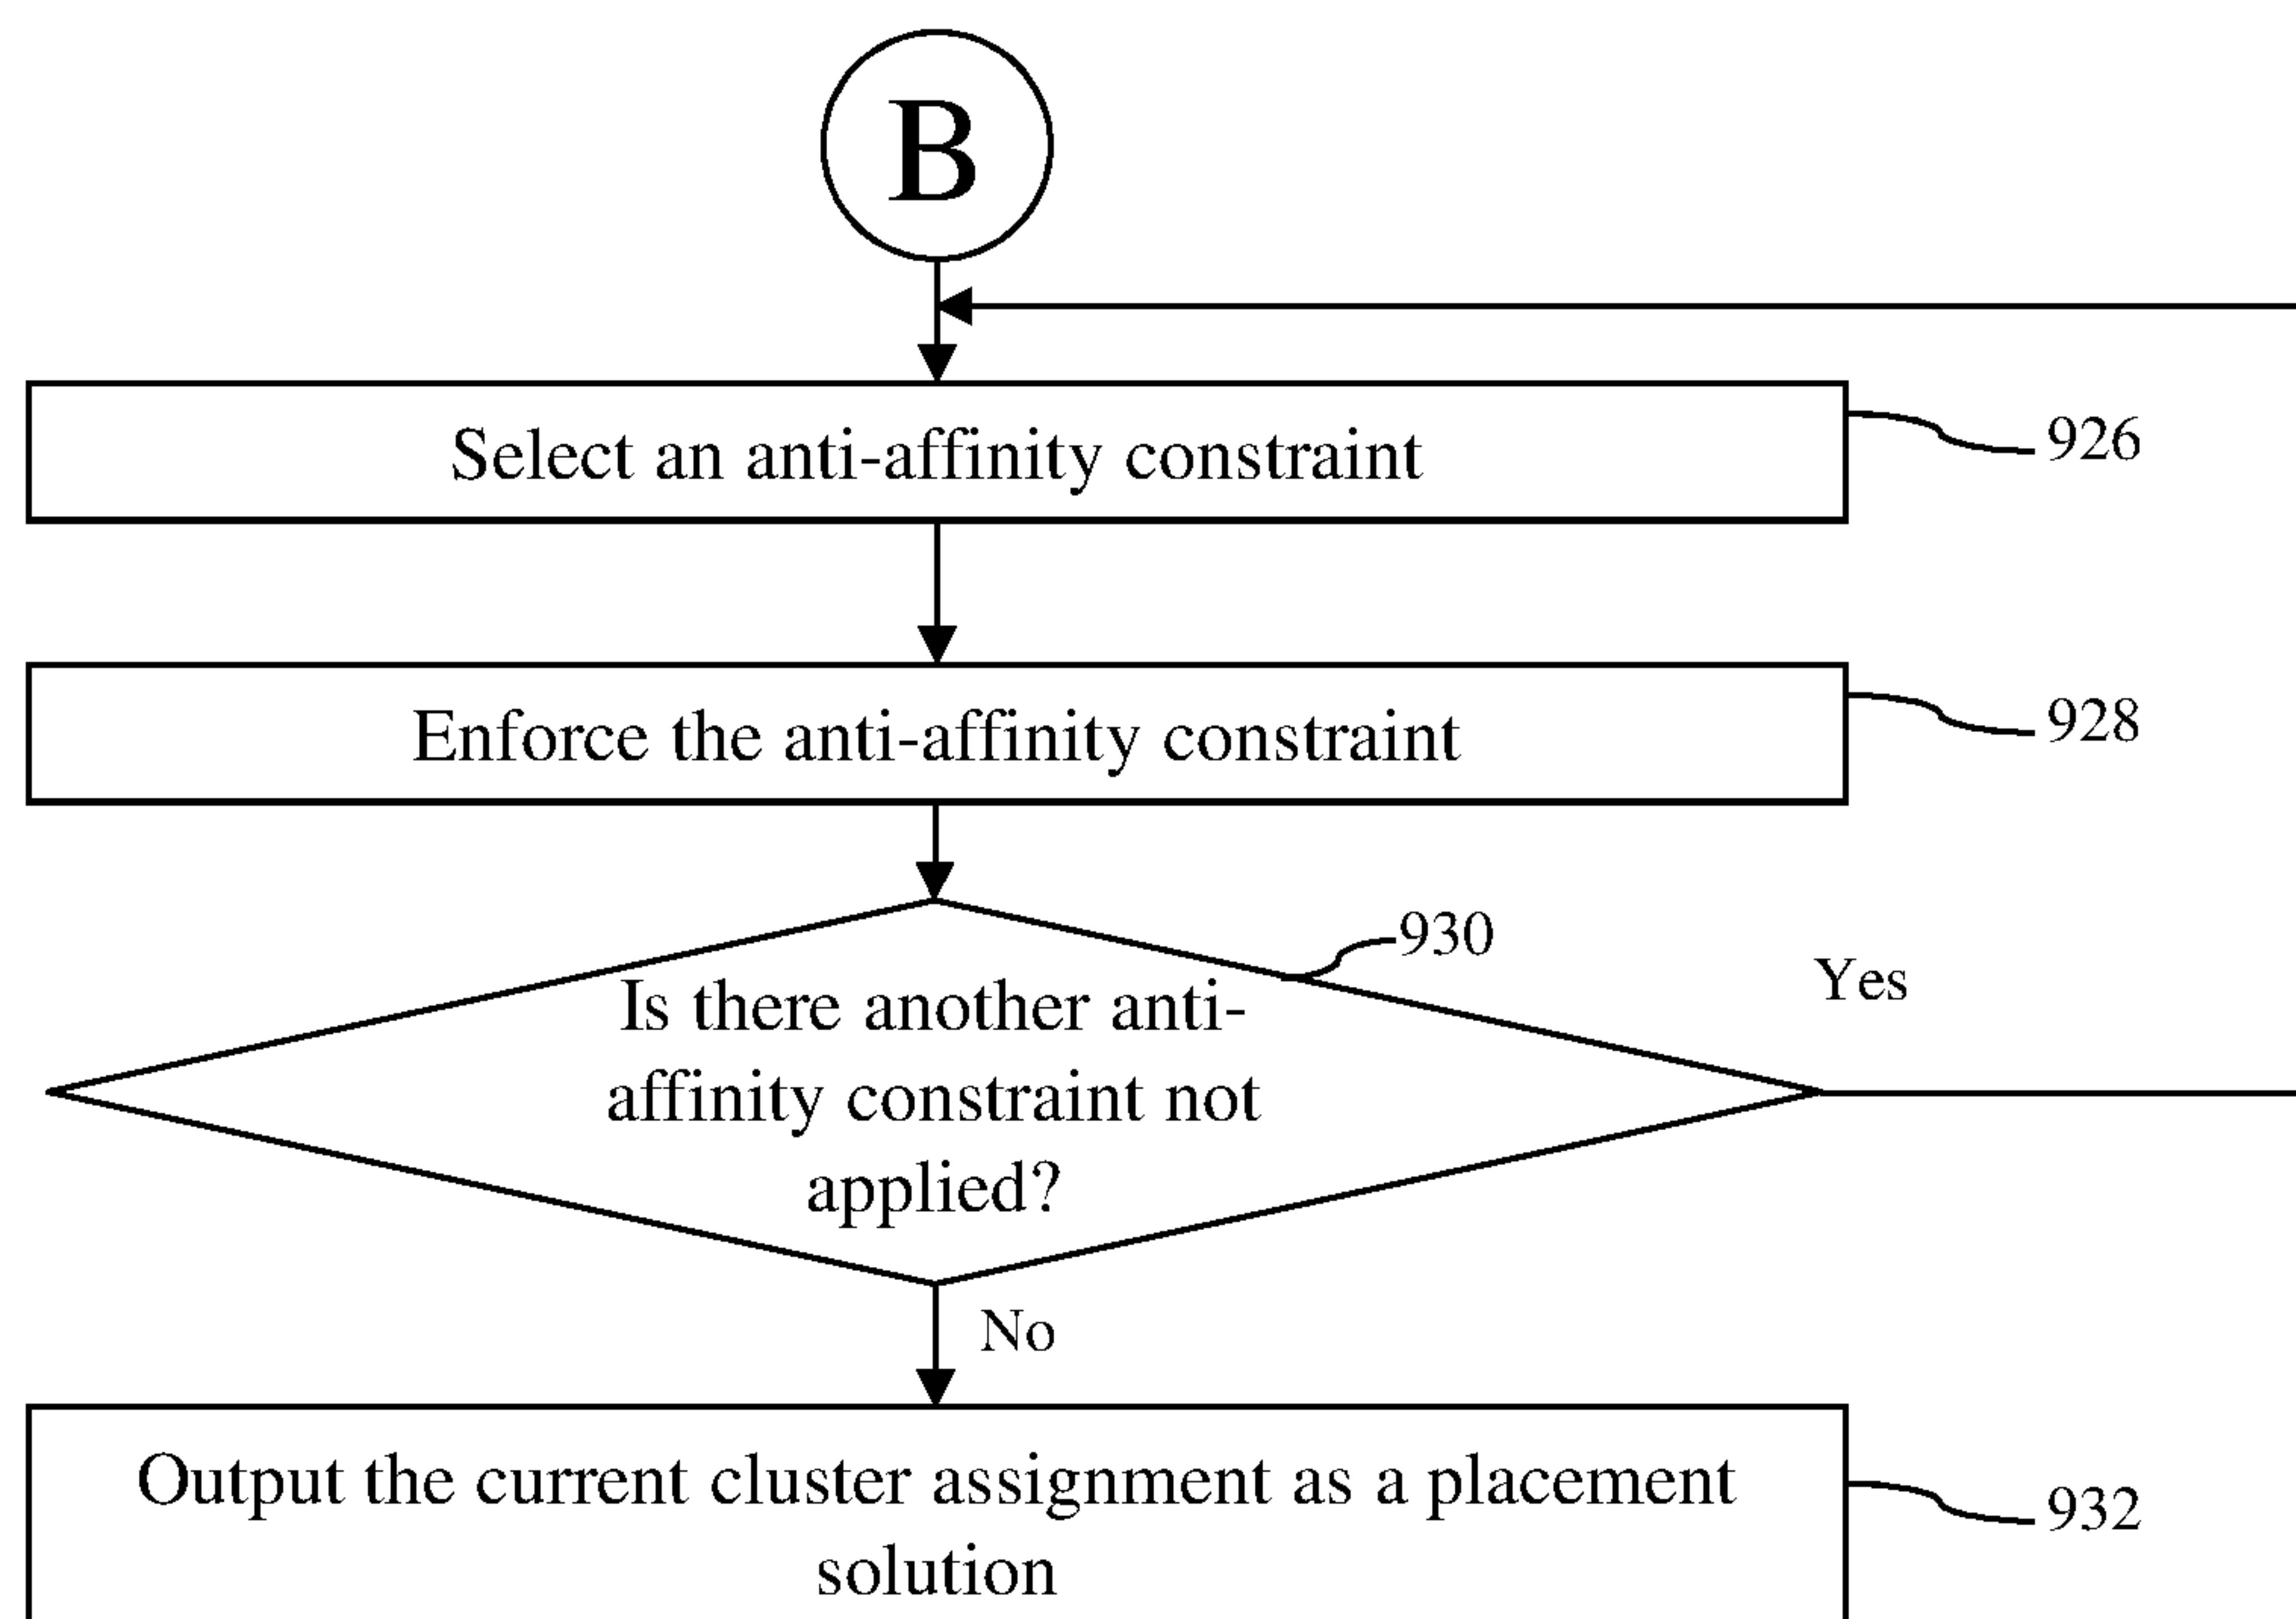 B
Select an anti-affinity constraint
926
Enforce the anti-affinity constraint
928
930
Is there another anti-
affinity constraint not
applied?
Yes
No
Output the current cluster assignment as a placement
solution
932